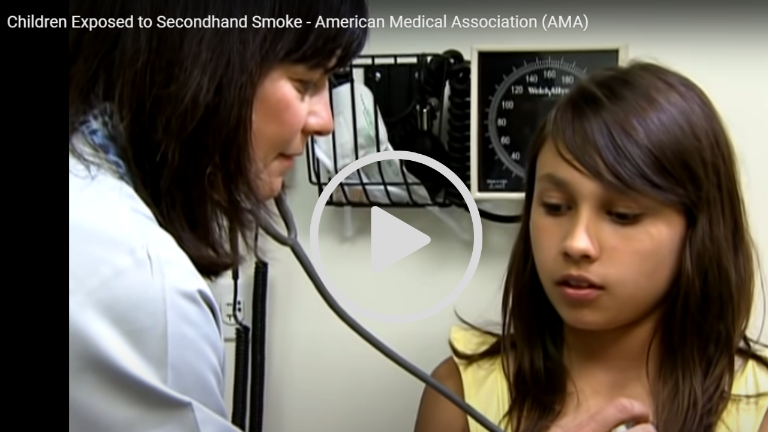 Children Exposed to Secondhand Smoke - American Medical Association (AMA)
140 160 180
120
WelchAllyn
100
80
60
40